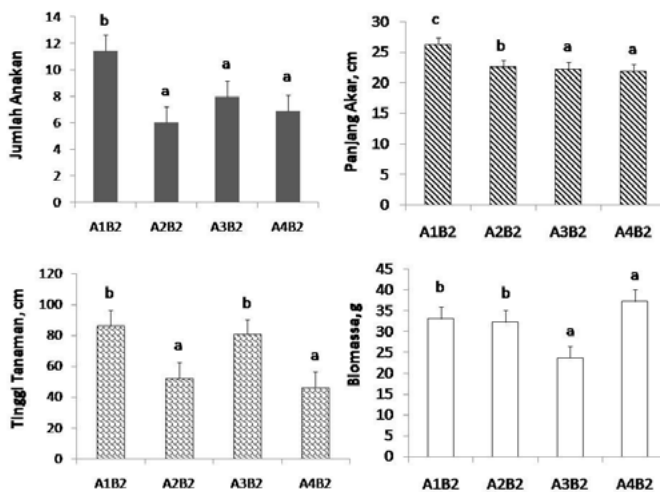 Jumlah Anakan
14
12
10
8
6
4
2
0
b
a
a
a
A1B2 A2B2 A3B2 A4B2
Panjang Akar, cm
30
25
20
15
10
5
0
c
b
a
a
A1B2 A2B2 A3B2 A4B2
Tinggi Tanaman, cm
120
100
80
60
40
20
0
b
a
b
a
A1B2 A2B2 A3B2 A4B2
Biomassa, g
45
40
35
30
25
20
15
10
5
0
b
b
a
a
A1B2 A2B2 A3B2 A4B2